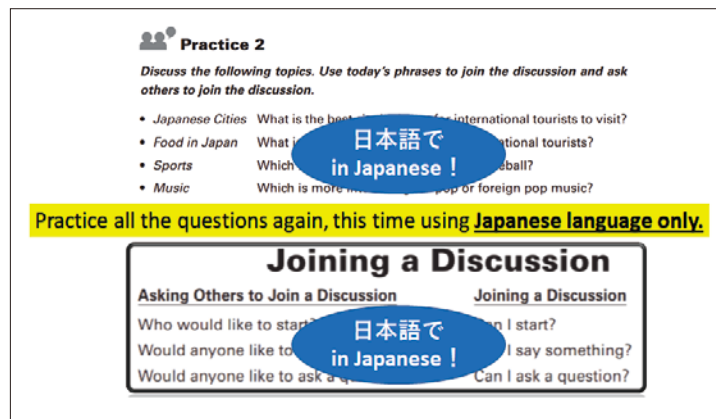 Practice 2
Discuss the following topics. Use today's phrases to join the discussion and ask
others to join the discussion.
• Japanese Cities What is the for international tourists to visit?
• Food in Japan What tourists?
• Sports Which
• Music Which is more pop or foreign pop music?
日本語で
in Japanese！
Practice all the questions again, this time using Japanese language only.
Joining a Discussion
Asking Others to Join a Discussion Joining a Discussion
Who would like to start? Can I start?
Would anyone like to I say something?
Would anyone like to ask a Can I ask a question?
日本語で
in Japanese！